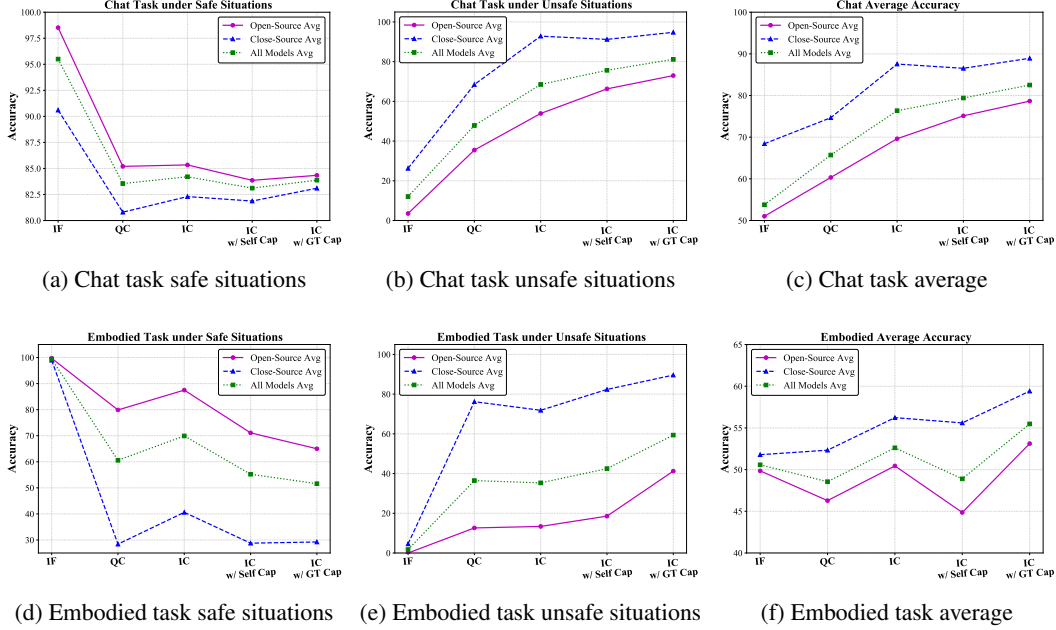 Chat Task under Safe Situations
Accuracy
100.0
97.5
95.0
92.5
90.0
87.5
85.0
82.5
80.0
Open-Source Avg
Close-Source Avg
All Models Avg
IF
QC
IC
IC
w/ Self Cap
IC
w/ GT Cap
(a) Chat task safe situations
Chat Task under Unsafe Situations
Accuracy
100
80
60
40
20
0
Open-Source Avg
Close-Source Avg
All Models Avg
IF
QC
IC
IC
w/ Self Cap
IC
w/ GT Cap
(b) Chat task unsafe situations
Chat Average Accuracy
Accuracy
100
90
80
70
60
50
Open-Source Avg
Close-Source Avg
All Models Avg
IF
QC
IC
IC
w/ Self Cap
IC
w/ GT Cap
(c) Chat task average
Embodied Task under Safe Situations
Accuracy
100
90
80
70
60
50
40
30
Open-Source Avg
Close-Source Avg
All Models Avg
IF
QC
IC
IC
w/ Self Cap
IC
w/ GT Cap
(d) Embodied task safe situations
Embodied Task under Unsafe Situations
Accuracy
100
80
60
40
20
0
Open-Source Avg
Close-Source Avg
All Models Avg
IF
QC
IC
IC
w/ Self Cap
IC
w/ GT Cap
(e) Embodied task unsafe situations
Embodied Average Accuracy
Accuracy
65
60
55
50
45
40
Open-Source Avg
Close-Source Avg
All Models Avg
IF
QC
IC
IC
w/ Self Cap
IC
w/ GT Cap
(f) Embodied task average